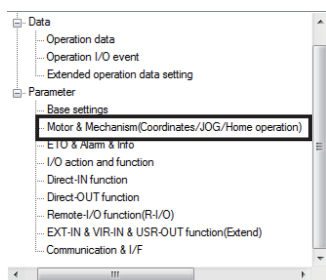 Data
Operation data
Operation I/O event
Extended operation data setting
Parameter
Base settings
Motor & Mechanism(Coordinates/JOG/Home operation)
ETO & Alarm & Info
I/O action and function
Direct-IN function
Direct-OUT function
Remote-I/O function(R-I/O)
EXT-IN & VIR-IN & USR-OUT function(Extend)
Communication & I/F